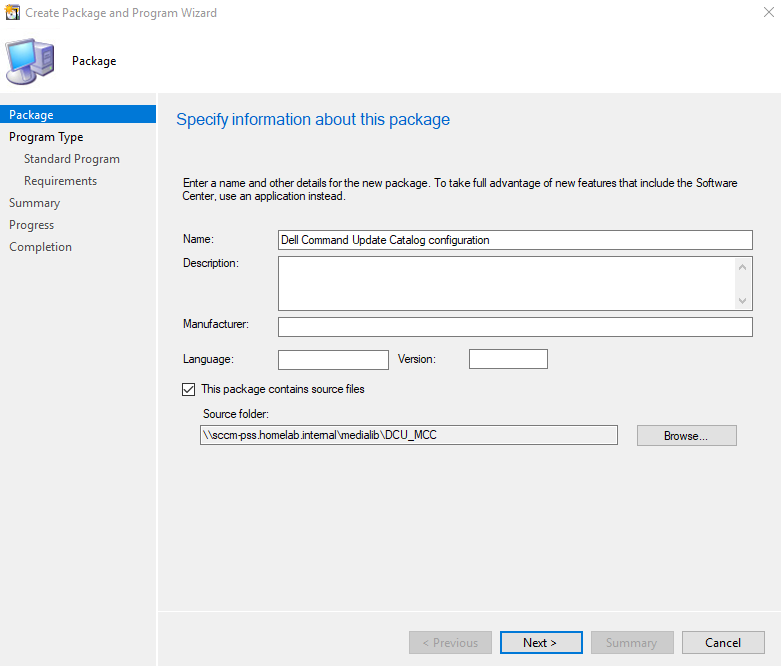 Create Package and Program Wizard
Package
Package
Program Type
Standard Program
Requirements
Summary
Progress
Completion
Specify information about this package
Enter a name and other details for the new package. To take full advantage of new features that include the Software
Center, use an application instead.
Name: Dell Command Update Catalog configuration
Description:
Manufacturer:
Language: Version:
This package contains source files
Source folder:
\\sccm-pss.homelab.internal\medialib\DCU_MCC Browse...
< Previous Next > Summary Cancel